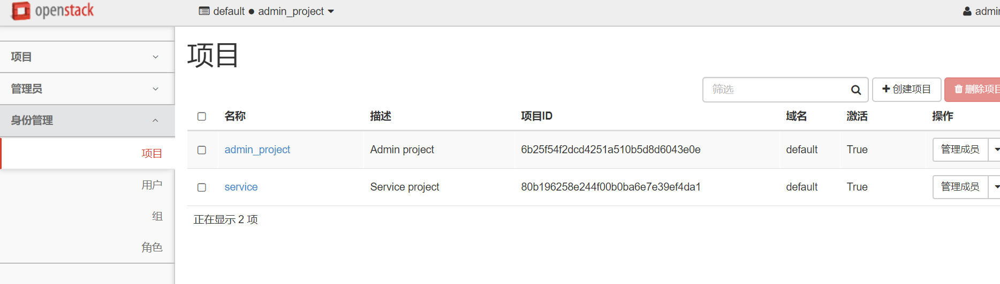 openstack
default ● admin_project
admin
项目
管理员
身份管理
项目
用户
组
角色
项目
筛选
创建项目
删除项目
名称 描述 项目ID 域名 激活 操作
admin_project Admin project 6b25f54f2dcd4251a510b5d8d6043e0e default True 管理成员
service Service project 80b196258e244f00b0ba6e7e39ef4da1 default True 管理成员
正在显示 2 项